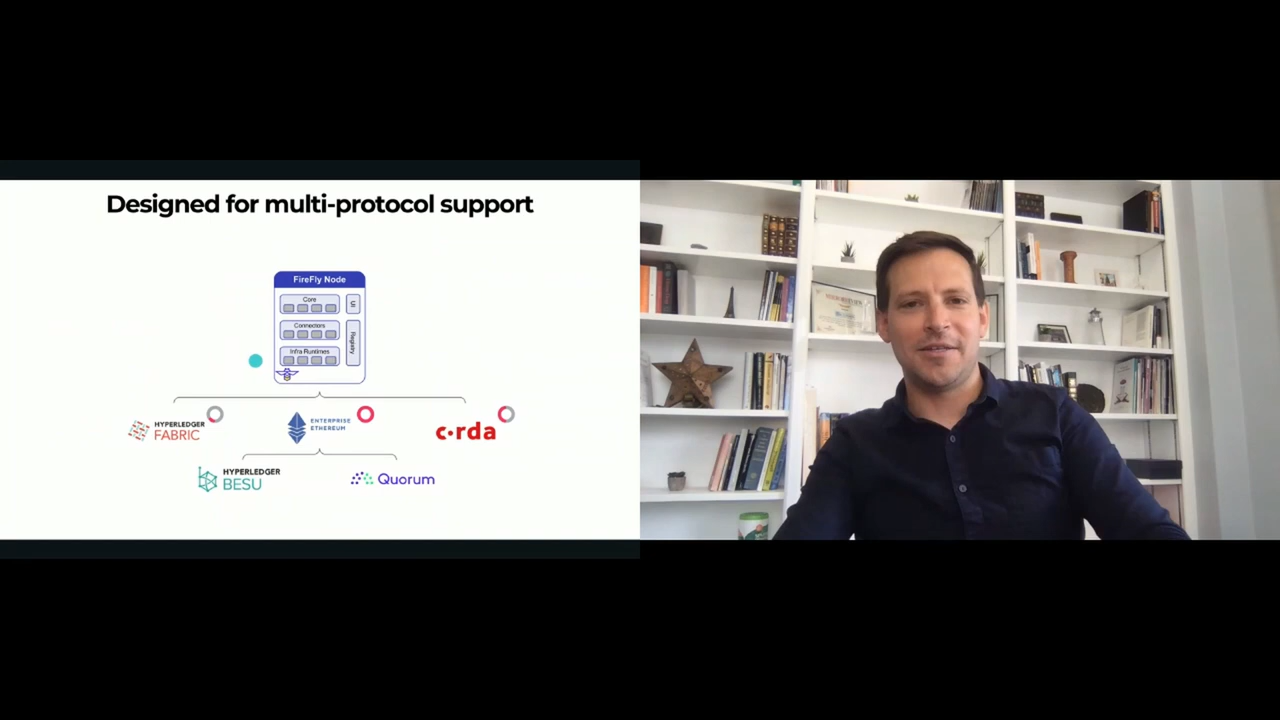 Designed for multi-protocol support
FireFly Node
Core
UI
Connectors
Registry
Infra Runtimes
HYPERLEDGER
FABRIC
ENTERPRISE
ETHEREUM
c·rda
HYPERLEDGER
BESU
Quorum